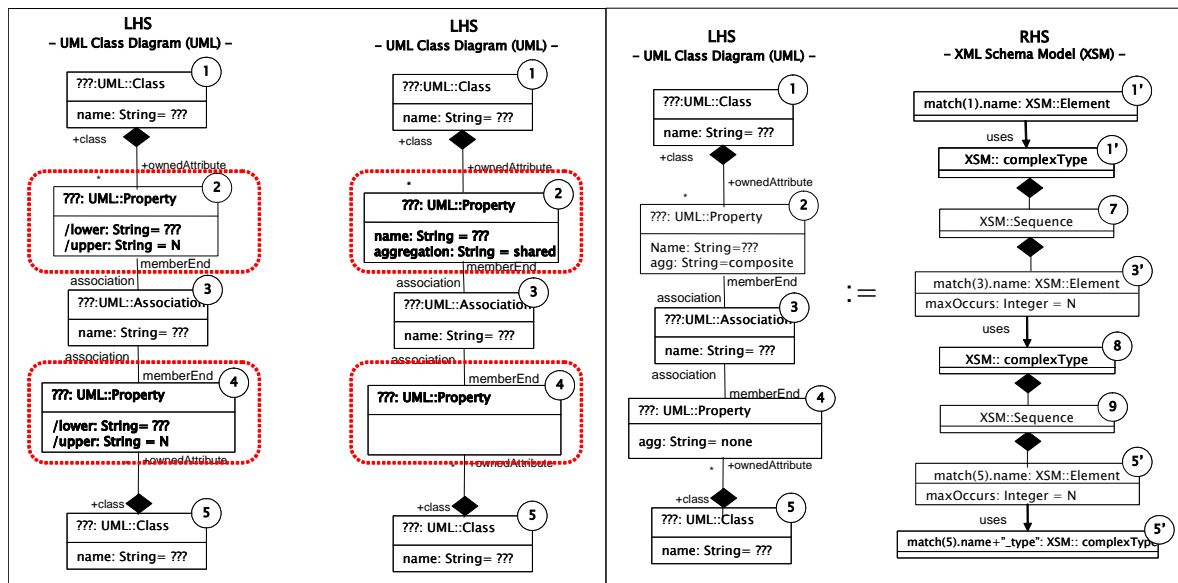 LHS
- UML Class Diagram (UML) -
1
???:UML::Class
name: String= ???
+class
+ownedAttribute
*
2
???: UML::Property
/lower: String= ???
/upper: String = N
memberEnd
association
3
???:UML::Association
name: String= ???
association
memberEnd
4
???: UML::Property
/lower: String= ???
/upper: String = N
+ownedAttribute
*
+class
5
???: UML::Class
name: String= ???
LHS
- UML Class Diagram (UML) -
1
???:UML::Class
name: String= ???
+class
+ownedAttribute
*
2
???: UML::Property
name: String = ???
aggregation: String = shared
memberEnd
association
3
???:UML::Association
name: String= ???
association
memberEnd
4
???: UML::Property
+ownedAttribute
*
+class
5
???: UML::Class
name: String= ???
LHS
- UML Class Diagram (UML) -
1
???:UML::Class
name: String= ???
+class
+ownedAttribute
*
2
???: UML::Property
Name: String=???
agg: String=composite
memberEnd
association
3
???:UML::Association
name: String= ???
association
memberEnd
4
???: UML::Property
agg: String= none
+ownedAttribute
*
+class
5
???: UML::Class
name: String= ???
:=
RHS
- XML Schema Model (XSM) -
1'
match(1).name: XSM::Element
uses
1'
XSM:: complexType
7
XSM::Sequence
3'
match(3).name: XSM::Element
maxOccurs: Integer = N
uses
8
XSM:: complexType
9
XSM::Sequence
5'
match(5).name: XSM::Element
maxOccurs: Integer = N
uses
5'
match(5).name+"_type": XSM:: complexType